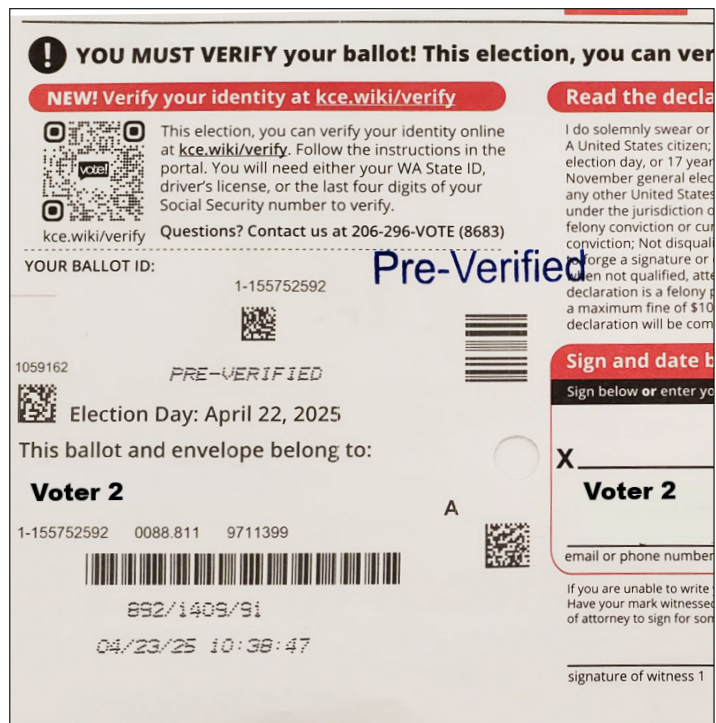 YOU MUST VERIFY your ballot! This election, you can ver
NEW! Verify your identity at kce.wiki/verify
vote!
This election, you can verify your identity online
at kce.wiki/verify. Follow the instructions in the
portal. You will need either your WA State ID,
driver's license, or the last four digits of your
Social Security number to verify.
kce.wiki/verify
Questions? Contact us at 206-296-VOTE (8683)
YOUR BALLOT ID:
1-155752592
Pre-Verified
1059162
PRE-VERIFIED
Election Day: April 22, 2025
This ballot and envelope belong to:
Voter 2
A
1-155752592 0088.811 9711399
892/1409/91
04/23/25 10:38:47
Read the decla
I do solemnly swear or
A United States citizen;
election day, or 17 year
November general elec
any other United States
under the jurisdiction o
felony conviction or cur
conviction; Not disquali
to forge a signature or
when not qualified, atte
declaration is a felony p
a maximum fine of $10
declaration will be com
Sign and date b
Sign below or enter yo
X
Voter 2
email or phone number
If you are unable to write
Have your mark witnessed
of attorney to sign for som
signature of witness 1